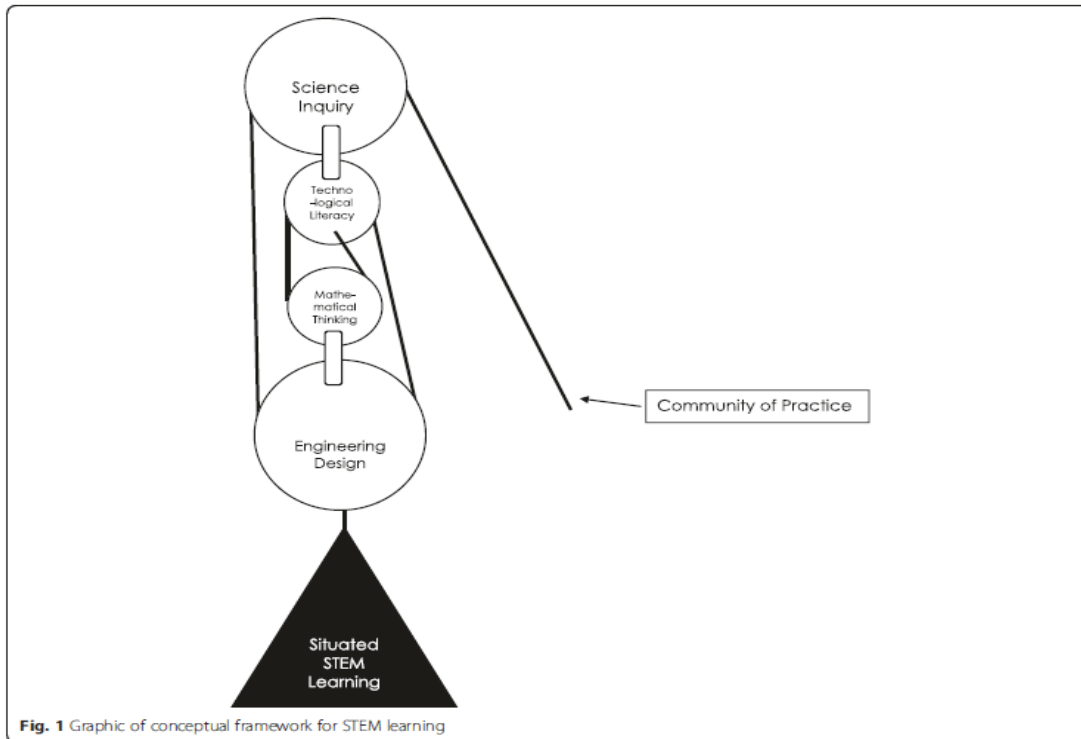 Science
Inquiry
Techno
-logical
Literacy
Mathe-
matical
Thinking
Community of Practice
Engineering
Design
Situated
STEM
Learning
Fig. 1 Graphic of conceptual framework for STEM learning